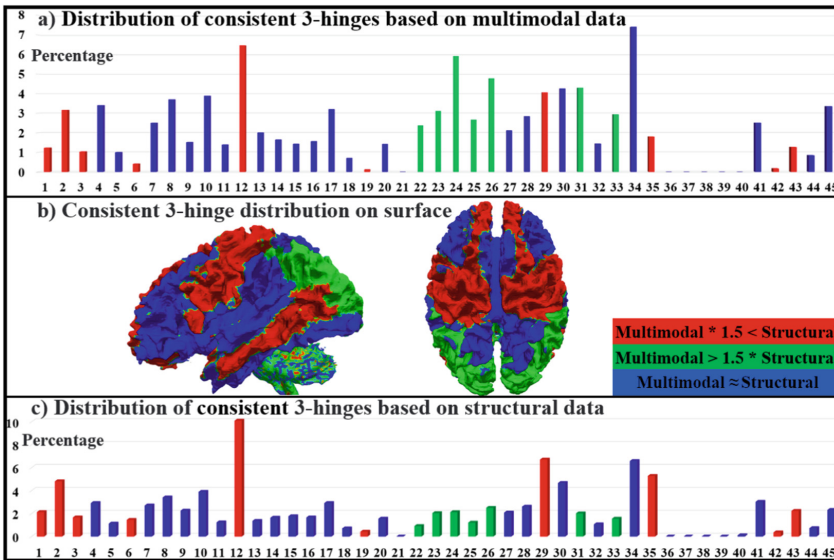 a) Distribution of consistent 3-hinges based on multimodal data
Percentage
8
7
6
5
4
3
2
1
0
1 2 3 4 5 6 7 8 9 10 11 12 13 14 15 16 17 18 19 20 21 22 23 24 25 26 27 28 29 30 31 32 33 34 35 36 37 38 39 40 41 42 43 44 45
b) Consistent 3-hinge distribution on surface
Multimodal * 1.5 < Structura
Multimodal > 1.5 * Structura
Multimodal ≈ Structural
c) Distribution of consistent 3-hinges based on structural data
Percentage
10
8
6
4
2
0
1 2 3 4 5 6 7 8 9 10 11 12 13 14 15 16 17 18 19 20 21 22 23 24 25 26 27 28 29 30 31 32 33 34 35 36 37 38 39 40 41 42 43 44 45